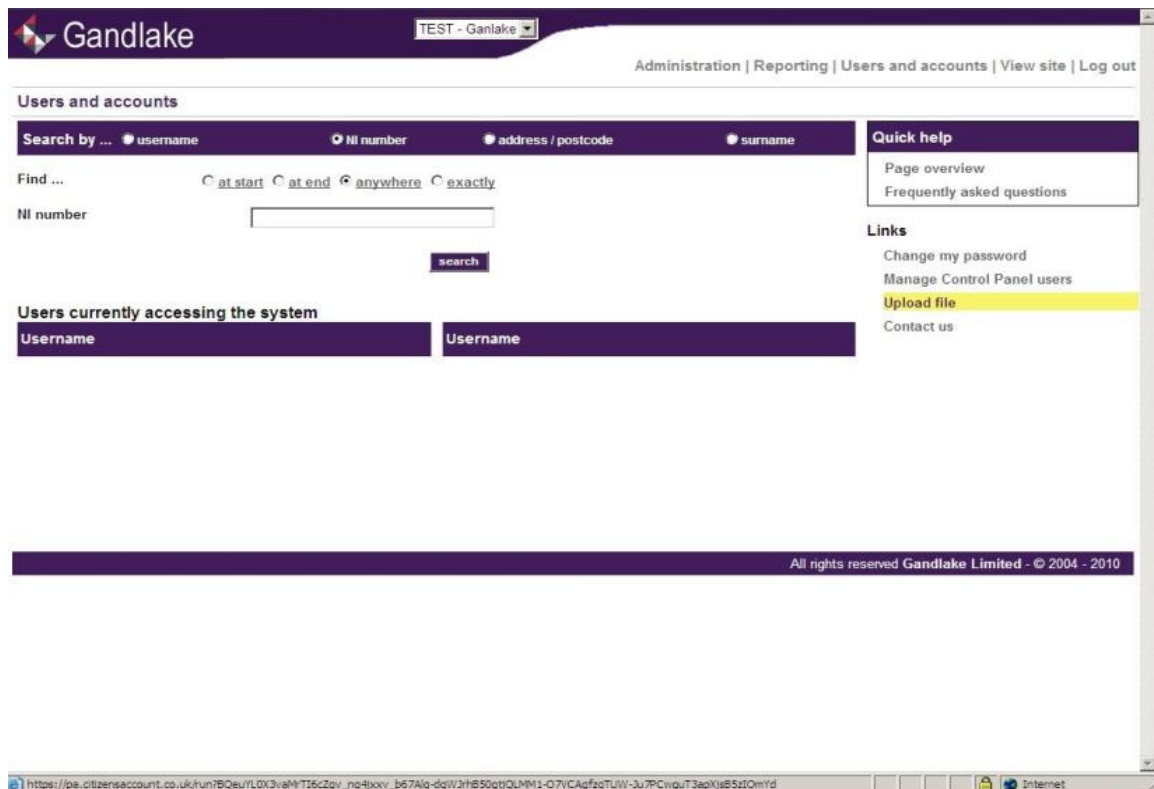 Gandlake
TEST - Ganlake
Administration | Reporting | Users and accounts | View site | Log out
Users and accounts
Search by ... username NI number address / postcode surname
Find ... at start at end anywhere exactly
NI number
search
Users currently accessing the system
Username Username
Quick help
Page overview
Frequently asked questions
Links
Change my password
Manage Control Panel users
Upload file
Contact us
All rights reserved Gandlake Limited - © 2004 - 2010
Internet